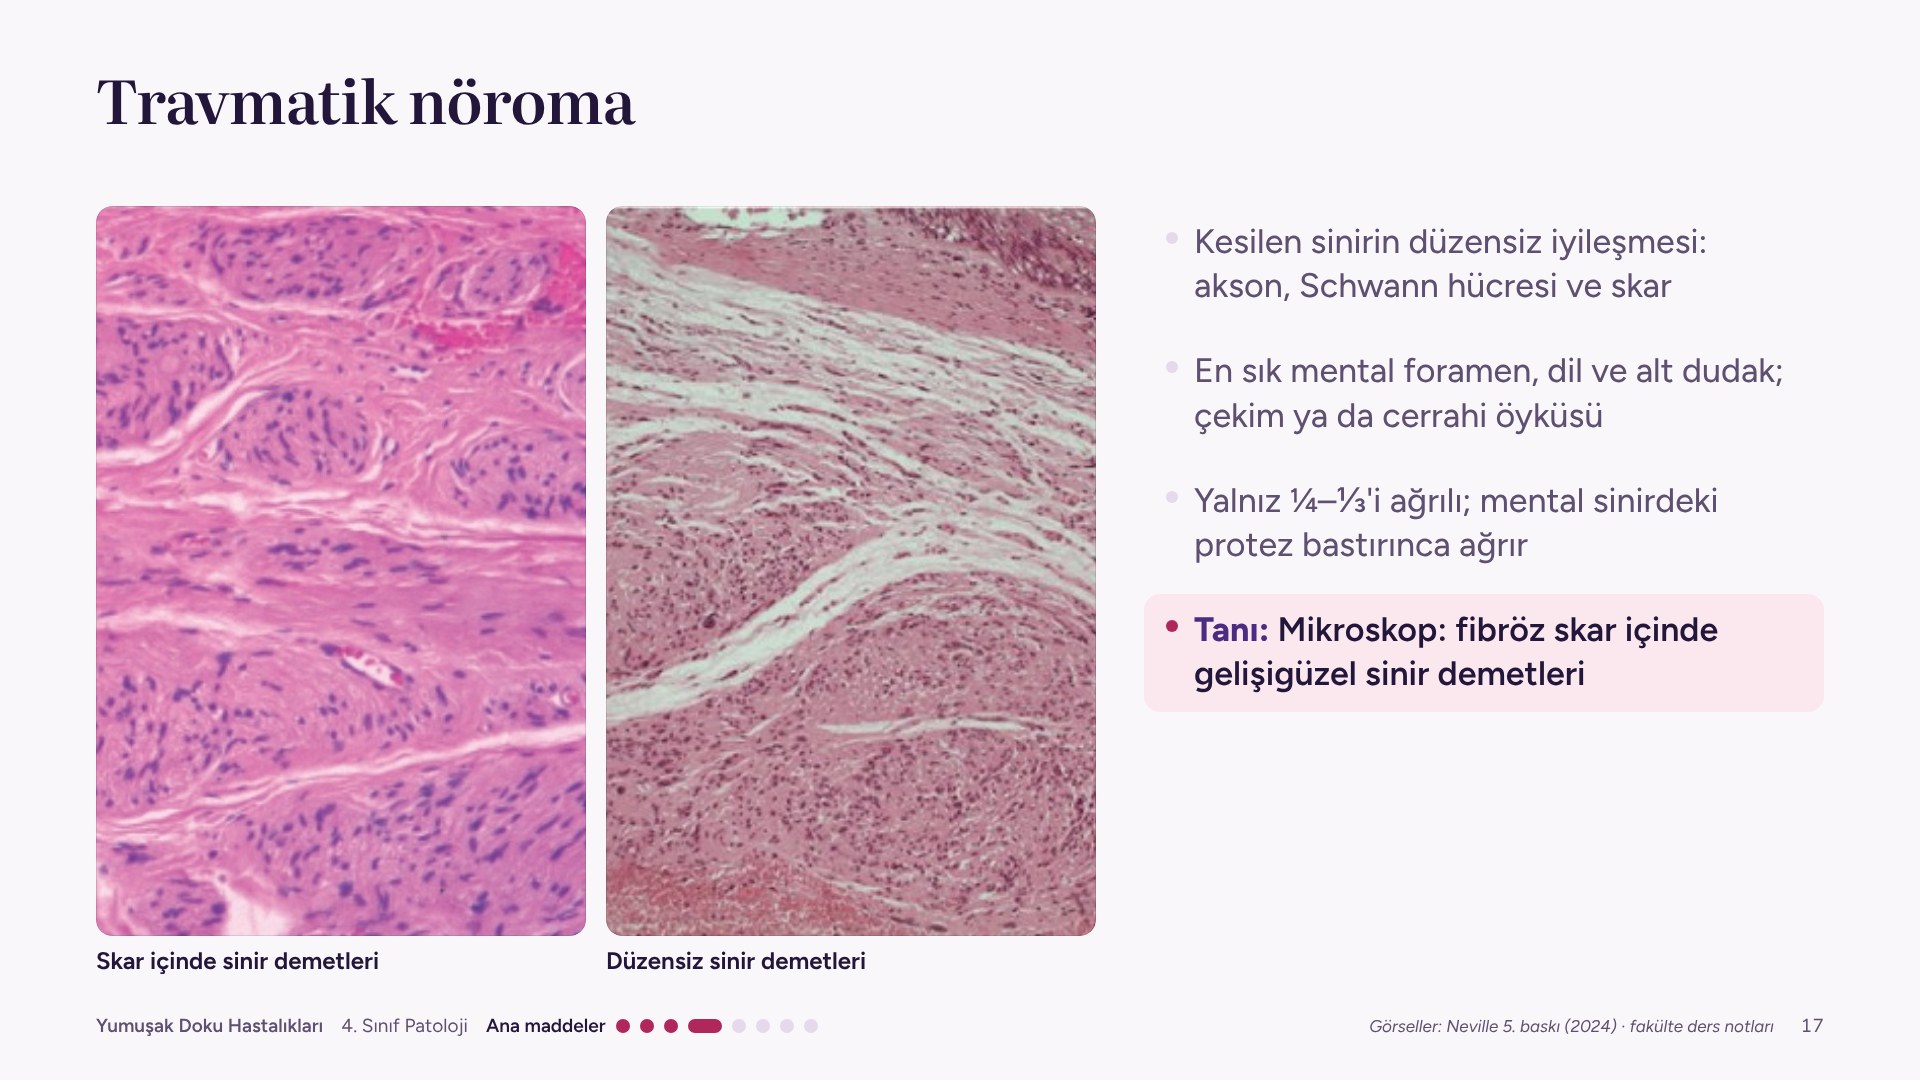 Travmatik nöroma
Skar içinde sinir demetleri
Düzensiz sinir demetleri
Kesilen sinirin düzensiz iyileşmesi:
akson, Schwann hücresi ve skar
En sık mental foramen, dil ve alt dudak;
çekim ya da cerrahi öyküsü
Yalnız ¼–⅓'i ağrılı; mental sinirdeki
protez bastırınca ağrır
Tanı: Mikroskop: fibröz skar içinde
gelişigüzel sinir demetleri
Yumuşak Doku Hastalıkları 4. Sınıf Patoloji Ana maddeler
Görseller: Neville 5. baskı (2024) · fakülte ders notları 17